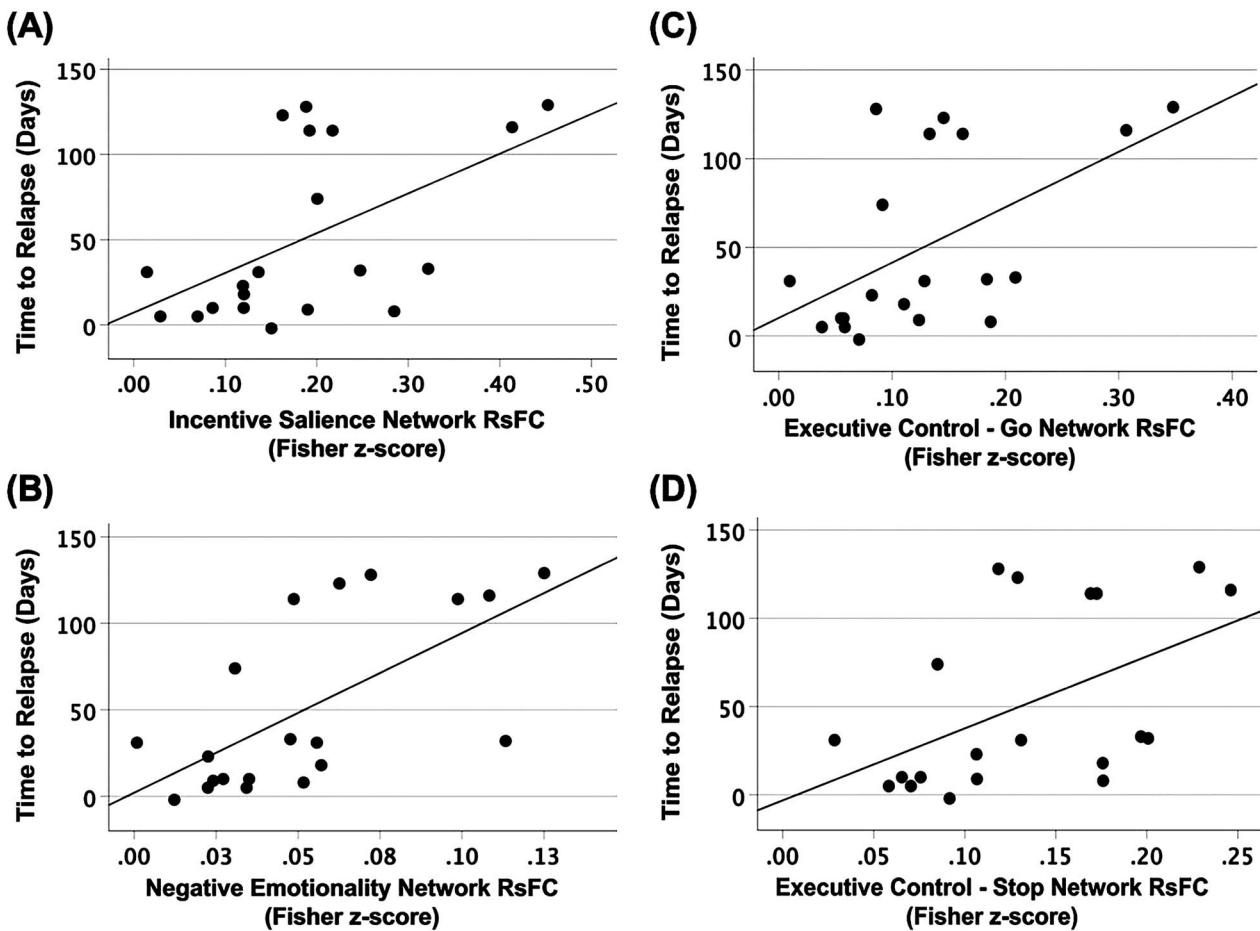 (A)
Time to Relapse (Days)
150
100
50
0
.00 .10 .20 .30 .40 .50
Incentive Salience Network RsFC
(Fisher z-score)
(C)
Time to Relapse (Days)
150
100
50
0
.00 .10 .20 .30 .40
Executive Control - Go Network RsFC
(Fisher z-score)
(B)
Time to Relapse (Days)
150
100
50
0
.00 .03 .05 .08 .10 .13
Negative Emotionality Network RsFC
(Fisher z-score)
(D)
Time to Relapse (Days)
150
100
50
0
.00 .05 .10 .15 .20 .25
Executive Control - Stop Network RsFC
(Fisher z-score)